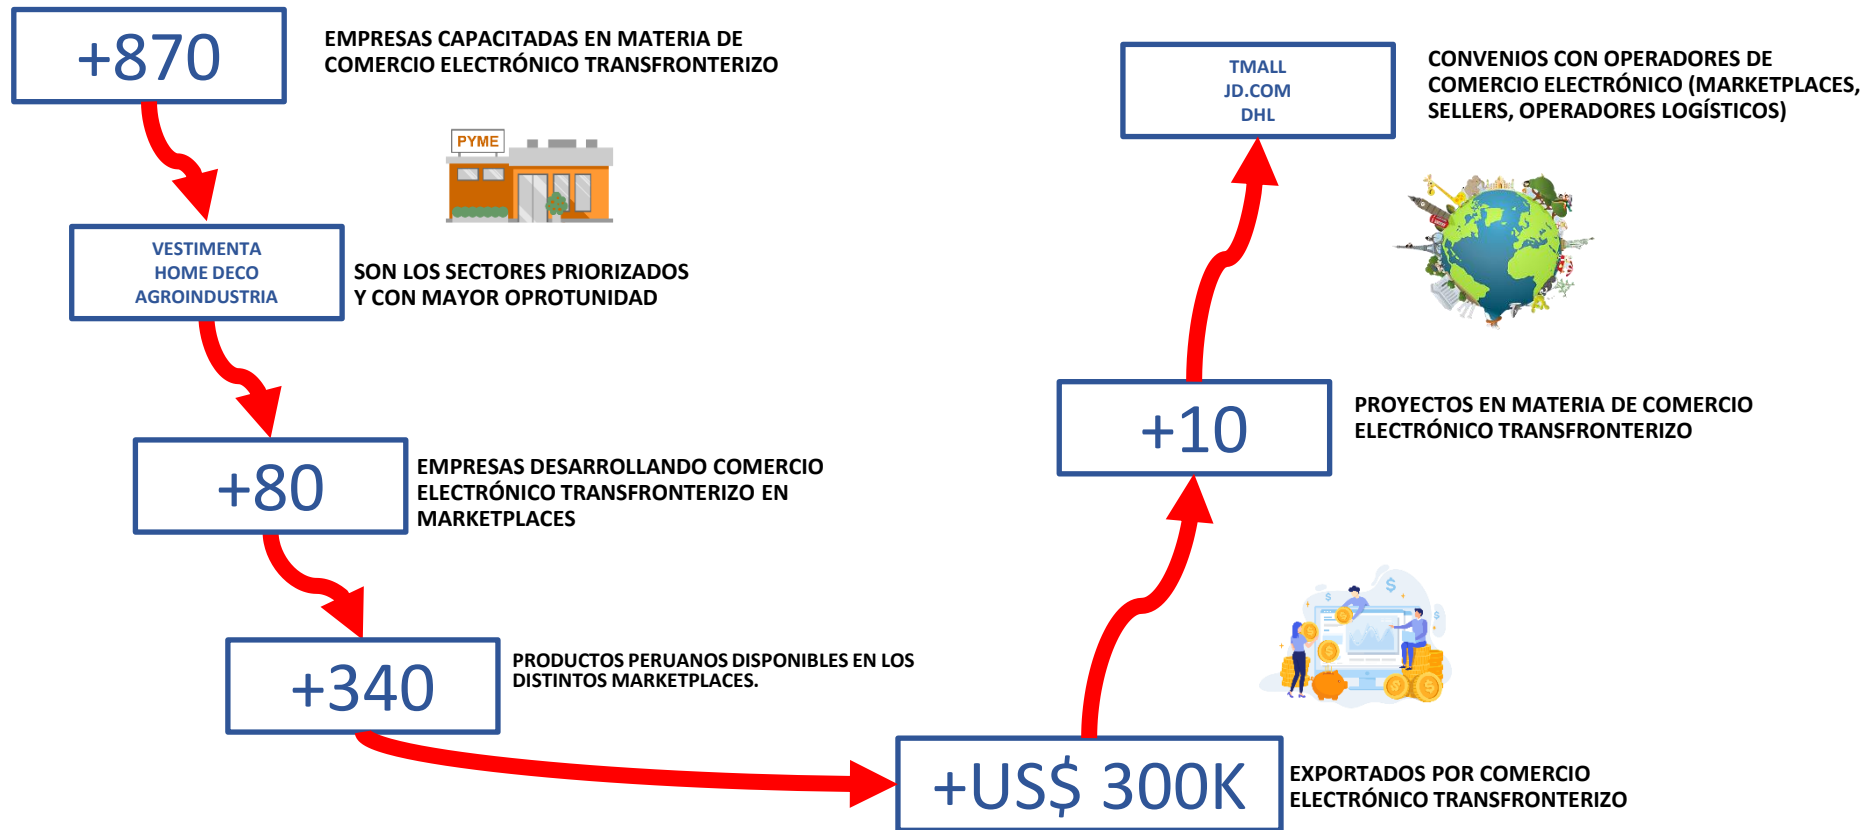 +870
EMPRESAS CAPACITADAS EN MATERIA DE
COMERCIO ELECTRÓNICO TRANSFRONTERIZO
PYME
VESTIMENTA
HOME DECO
AGROINDUSTRIA
SON LOS SECTORES PRIORIZADOS
Y CON MAYOR OPROTUNIDAD
+80
EMPRESAS DESARROLLANDO COMERCIO
ELECTRÓNICO TRANSFRONTERIZO EN
MARKETPLACES
+340
PRODUCTOS PERUANOS DISPONIBLES EN LOS
DISTINTOS MARKETPLACES.
+US$ 300K
EXPORTADOS POR COMERCIO
ELECTRÓNICO TRANSFRONTERIZO
+10
PROYECTOS EN MATERIA DE COMERCIO
ELECTRÓNICO TRANSFRONTERIZO
TMALL
JD.COM
DHL
CONVENIOS CON OPERADORES DE
COMERCIO ELECTRÓNICO (MARKETPLACES,
SELLERS, OPERADORES LOGÍSTICOS)